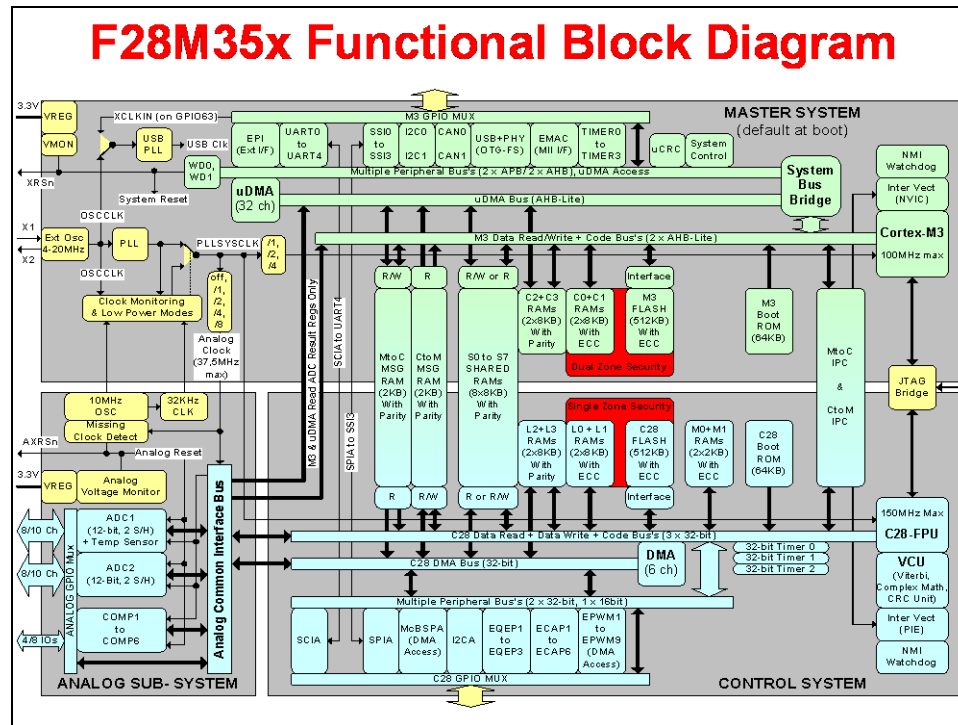 F28M35x Functional Block Diagram
3.3V
VREG
VMON
XCLKIN (on GPIO63)
USB
PLL
USB Clk
WD0,
WD1
XRSn
System Reset
OSCCLK
M3 GPIO MUX
EPI
(Ext I/F)
UART0
to
UART4
SSI0
to
SSI3
I2C0
I2C1
CAN0
CAN1
USB+PHY
(OTG-FS)
EMAC
(MII I/F)
TIMER0
to
TIMER3
uCRC
System
Control
MASTER SYSTEM
(default at boot)
Multiple Peripheral Bus's (2 x APB/2 x AHB), uDMA Access
uDMA
(32 ch)
uDMA Bus (AHB-Lite)
System
Bus
Bridge
NMI
Watchdog
Inter Vect
(NVIC)
Cortex-M3
100MHz max
M3 Data Read/Write + Code Bus's (2 x AHB-Lite)
X1
X2
Ext Osc
4-20MHz
PLL
PLLSYSCLK
/1,
/2,
/4
OSCCLK
Clock Monitoring
& Low Power Modes
off,
/1,
/2,
/4,
/8
Analog
Clock
(37.5MHz
max)
M3 & uDMA Read ADC Result Regs Only
SCIA to UART4
SPIA to SSI3
R/W
R
R/W or R
Interface
MtoC
MSG
RAM
(2KB)
With
Parity
CtoM
MSG
RAM
(2KB)
With
Parity
S0 to S7
SHARED
RAMs
(8x8KB)
With
Parity
C2+C3
RAMs
(2x8KB)
With
Parity
C0+C1
RAMs
(2x8KB)
With
ECC
M3
FLASH
(512KB)
With
ECC
Dual Zone Security
M3
Boot
ROM
(64KB)
MtoC
IPC
&
CtoM
IPC
JTAG
Bridge
Single Zone Security
L2+L3
RAMs
(2x8KB)
With
Parity
L0 + L1
RAMs
(2x8KB)
With
ECC
C28
FLASH
(512KB)
With
ECC
M0+M1
RAMs
(2x2KB)
With
ECC
C28
Boot
ROM
(64KB)
R
R/W
R or R/W
Interface
10MHz
OSC
32KHz
CLK
Missing
Clock Detect
AXRSn
Analog Reset
3.3V
VREG
Analog
Voltage Monitor
8/10 Ch
8/10 Ch
4/8 IOs
ANALOG GPIO Mux
ADC1
(12-bit, 2 S/H)
+ Temp Sensor
ADC2
(12-Bit, 2 S/H)
COMP1
to
COMP6
Analog Common Interface Bus
ANALOG SUB- SYSTEM
150MHz Max
C28-FPU
VCU
(Viterbi,
Complex Math,
CRC Unit)
Inter Vect
(PIE)
NMI
Watchdog
C28 Data Read + Data Write + Code Bus's (3 x 32-bit)
C28 DMA Bus (32-bit)
DMA
(6 ch)
32-bit Timer 0
32-bit Timer 1
32-bit Timer 2
Multiple Peripheral Bus's (2 x 32-bit, 1 x 16bit)
SCIA
SPIA
McBSPA
(DMA
Access)
I2CA
EQEP1
to
EQEP3
ECAP1
to
ECAP6
EPWM1
to
EPWM9
(DMA
Access)
C28 GPIO MUX
CONTROL SYSTEM